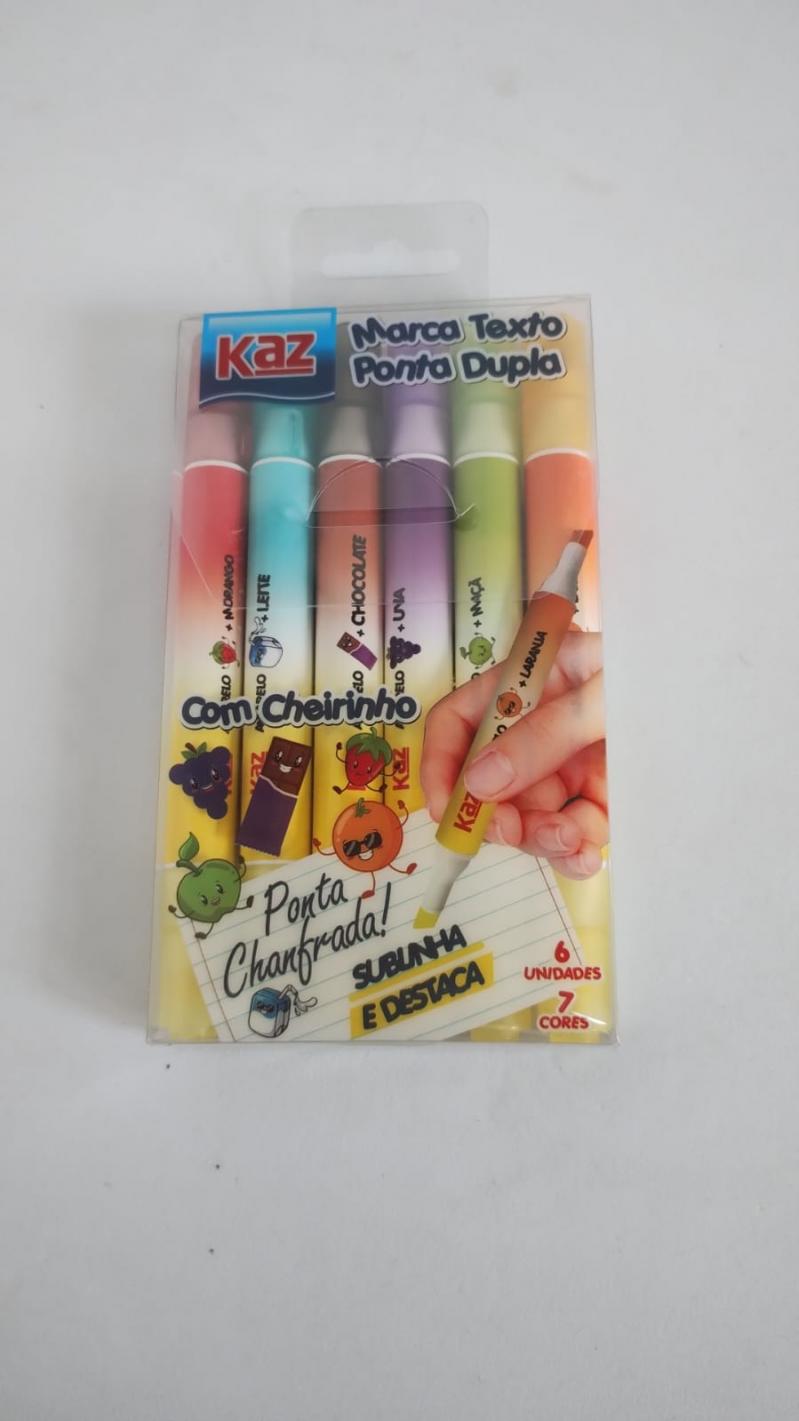 Kaz
Marca Texto
Ponta Dupla
+ MORANGO
+ LEITE
+ CHOCOLATE
+ UVA
+ MAÇÃ
+ LARANJA
Com Cheirinho
Kaz
Kaz
Kaz
Ponta
Chanfrada!
SUBLINHA
E DESTACA
6
UNIDADES
7
CORES